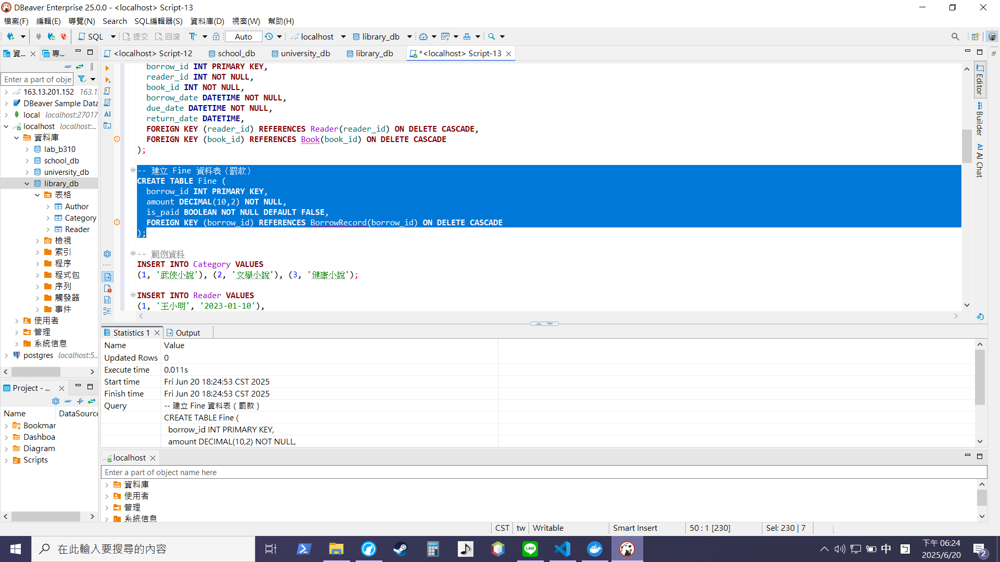 DBeaver Enterprise 25.0.0 - <localhost> Script-13
檔案(F) 編輯(E) 導覽(N) Search SQL編輯器(S) 資料庫(D) 視窗(W) 幫助(H)
SQL 提交 回滾 Auto localhost library_db
資... 專...
<localhost> Script-12 school_db university_db library_db *<localhost> Script-13
Enter a part of obje
163.13.201.152 163.1
DBeaver Sample Data
local localhost:27017
localhost localhost:...
資料庫
lab_b310
school_db
university_db
library_db
表格
Author
Category
Reader
檢視
索引
程序
程式包
序列
觸發器
事件
使用者
管理
系統信息
postgres localhost:5...
borrow_id INT PRIMARY KEY,
reader_id INT NOT NULL,
book_id INT NOT NULL,
borrow_date DATETIME NOT NULL,
due_date DATETIME NOT NULL,
return_date DATETIME,
FOREIGN KEY (reader_id) REFERENCES Reader(reader_id) ON DELETE CASCADE,
FOREIGN KEY (book_id) REFERENCES Book(book_id) ON DELETE CASCADE
);
-- 建立 Fine 資料表（罰款）
CREATE TABLE Fine (
borrow_id INT PRIMARY KEY,
amount DECIMAL(10,2) NOT NULL,
is_paid BOOLEAN NOT NULL DEFAULT FALSE,
FOREIGN KEY (borrow_id) REFERENCES BorrowRecord(borrow_id) ON DELETE CASCADE
);
-- 範例資料
INSERT INTO Category VALUES
(1, '武俠小說'), (2, '文學小說'), (3, '健康小說');
INSERT INTO Reader VALUES
(1, '王小明', '2023-01-10'),
Editor
Builder
AI AI Chat
Statistics 1 Output
Name Value
Updated Rows 0
Execute time 0.011s
Start time Fri Jun 20 18:24:53 CST 2025
Finish time Fri Jun 20 18:24:53 CST 2025
Query -- 建立 Fine 資料表（罰款）
CREATE TABLE Fine (
borrow_id INT PRIMARY KEY,
amount DECIMAL(10,2) NOT NULL,
Project - ...
Name DataSource
Bookmar
Dashboa
Diagram
Scripts
localhost
Enter a part of object name here
資料庫
使用者
管理
系統信息
CST tw Writable Smart Insert 50 : 1 [230] Sel: 230 | 7
在此輸入要搜尋的內容
LINE
中
下午 06:24
2025/6/20
2